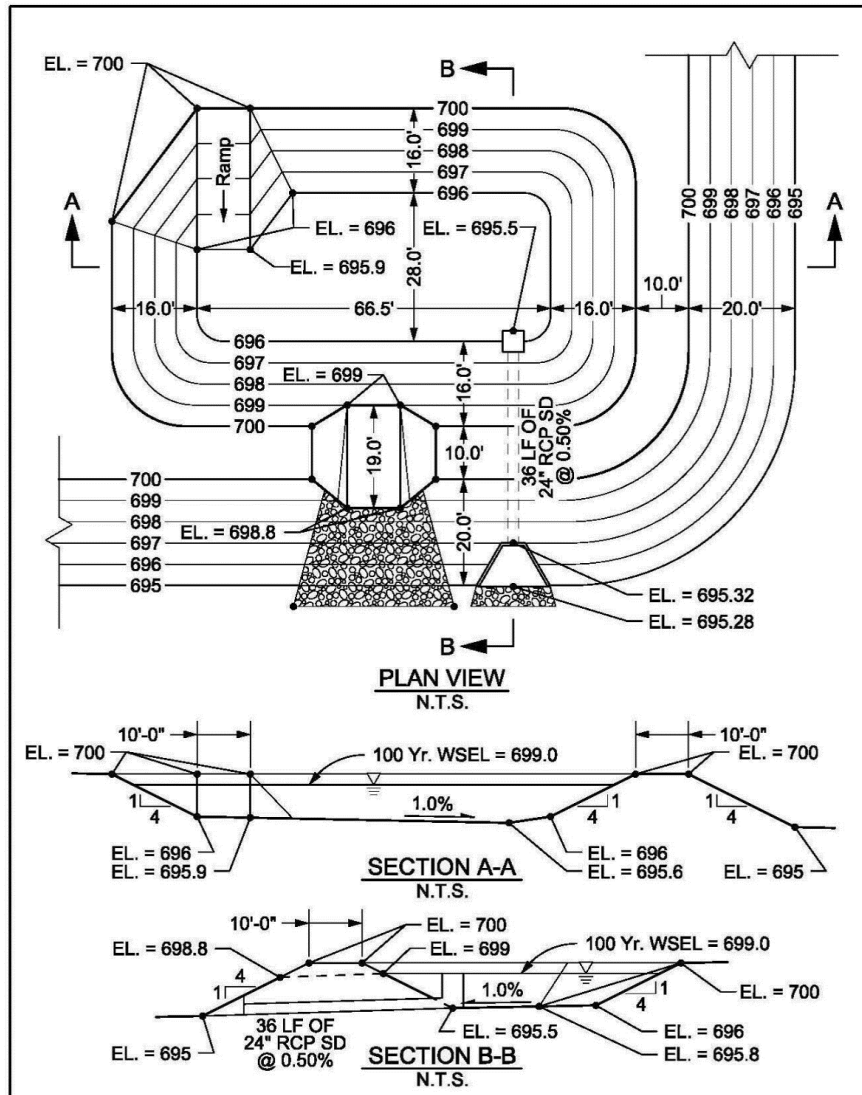 EL. = 700
B
A
A
Ramp
700
699
698
697
696
16.0'
28.0'
EL. = 696
EL. = 695.5
EL. = 695.9
700
699
698
697
696
695
16.0'
66.5'
16.0'
10.0'
20.0'
696
697
698
699
700
EL. = 699
16.0'
19.0'
10.0'
20.0'
36 LF OF
24" RCP SD
@ 0.50%
700
699
698
697
696
695
EL. = 698.8
EL. = 695.32
EL. = 695.28
B
PLAN VIEW
N.T.S.
10'-0"
10'-0"
EL. = 700
100 Yr. WSEL = 699.0
EL. = 700
1
4
1.0%
1
4
1
4
EL. = 696
EL. = 695.9
EL. = 696
EL. = 695.6
EL. = 695
SECTION A-A
N.T.S.
10'-0"
EL. = 700
EL. = 698.8
EL. = 699
100 Yr. WSEL = 699.0
4
1
1.0%
1
4
EL. = 700
EL. = 695
36 LF OF
24" RCP SD
@ 0.50%
EL. = 695.5
EL. = 696
EL. = 695.8
SECTION B-B
N.T.S.